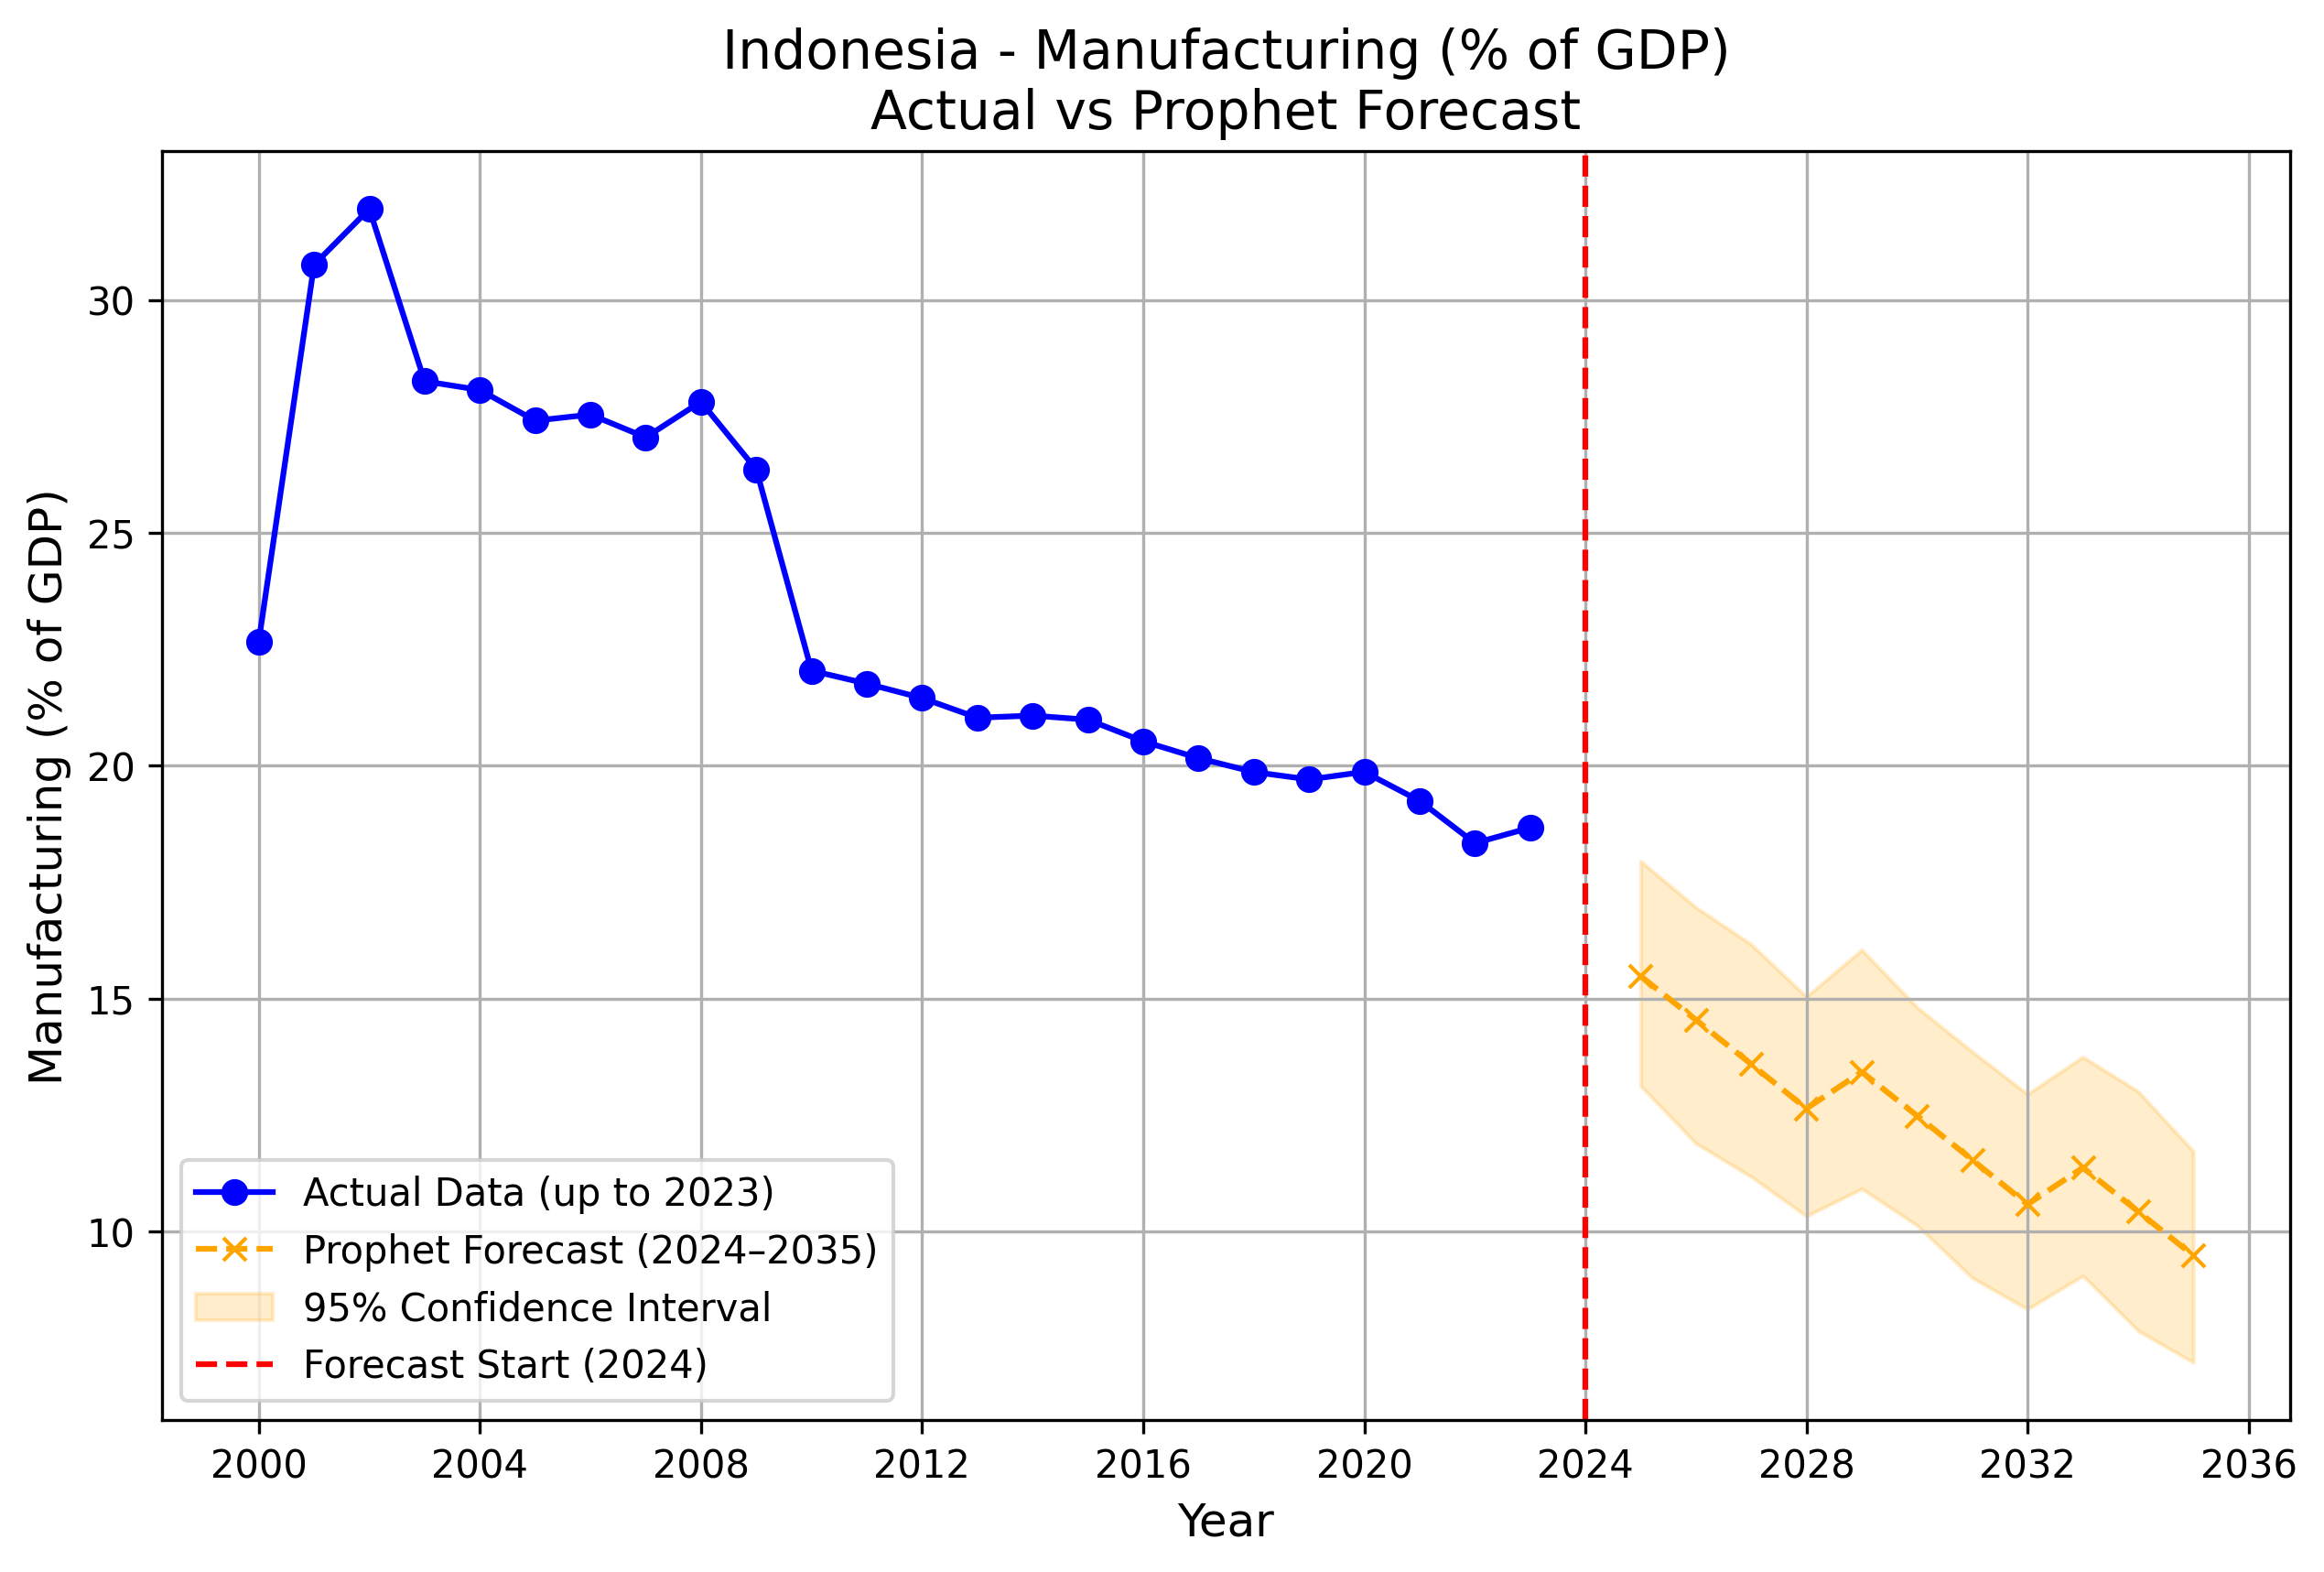 Indonesia - Manufacturing (% of GDP)
Actual vs Prophet Forecast
Manufacturing (% of GDP)
30
25
20
15
10
Actual Data (up to 2023)
Prophet Forecast (2024–2035)
95% Confidence Interval
Forecast Start (2024)
2000 2004 2008 2012 2016 2020 2024 2028 2032 2036
Year